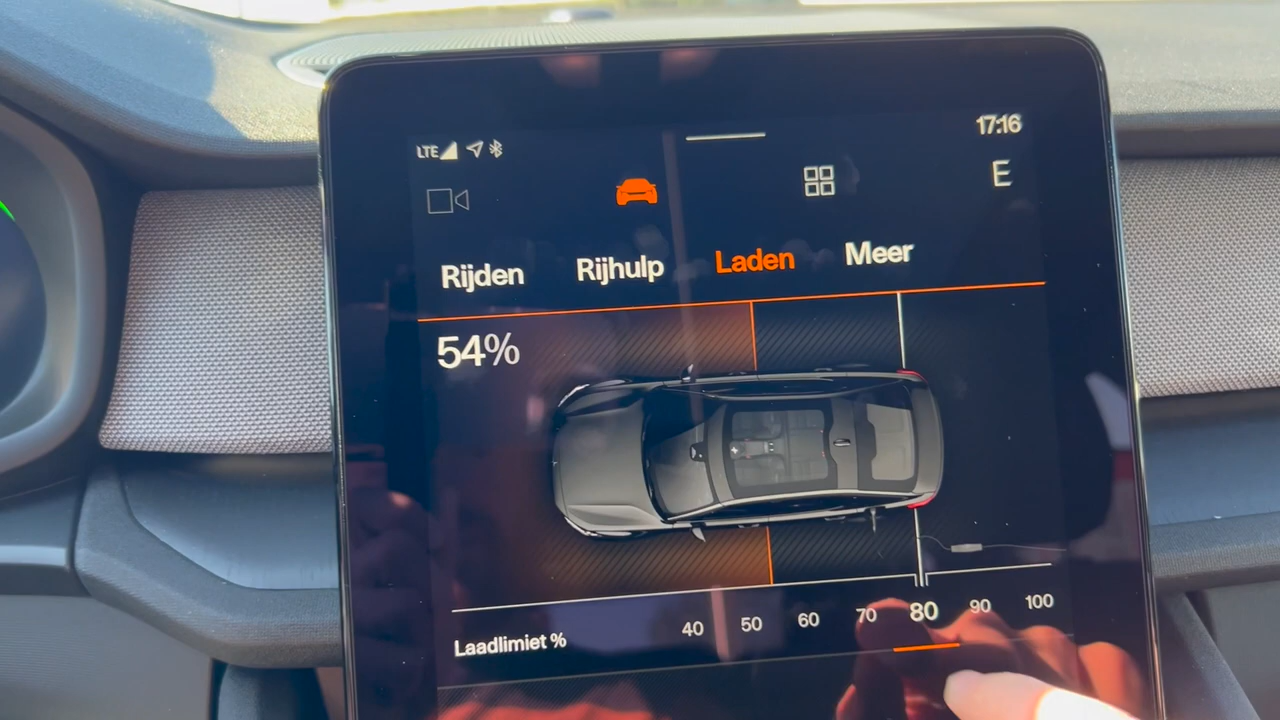 17:16
LTE
E
Rijden Rijhulp Laden Meer
54%
40 50 60 70 80 90 100
Laadlimiet %